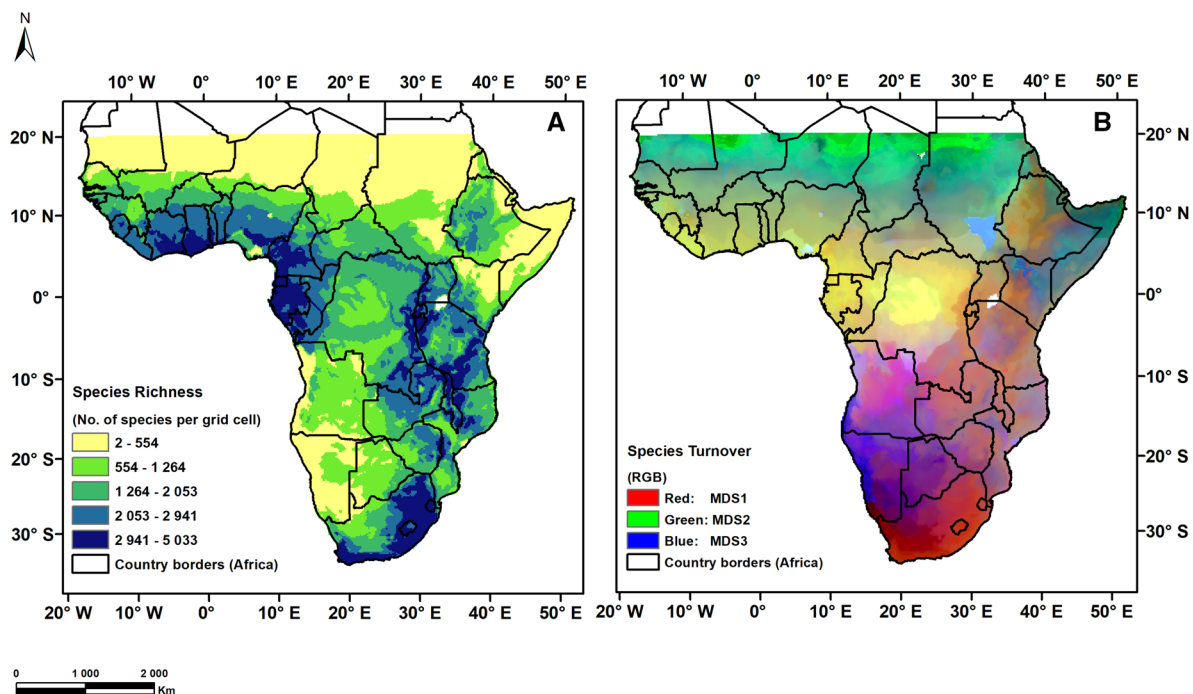 N
10° W 0° 10° E 20° E 30° E 40° E 50° E
10° W 0° 10° E 20° E 30° E 40° E 50° E
A
B
20° N
10° N
0°
10° S
20° S
30° S
20° N
10° N
0°
10° S
20° S
30° S
Species Richness
(No. of species per grid cell)
2 - 554
554 - 1 264
1 264 - 2 053
2 053 - 2 941
2 941 - 5 033
Country borders (Africa)
Species Turnover
(RGB)
Red: MDS1
Green: MDS2
Blue: MDS3
Country borders (Africa)
20° W 10° W 0° 10° E 20° E 30° E 40° E 50° E
20° W 10° W 0° 10° E 20° E 30° E 40° E 50° E
0 1 000 2 000
Km